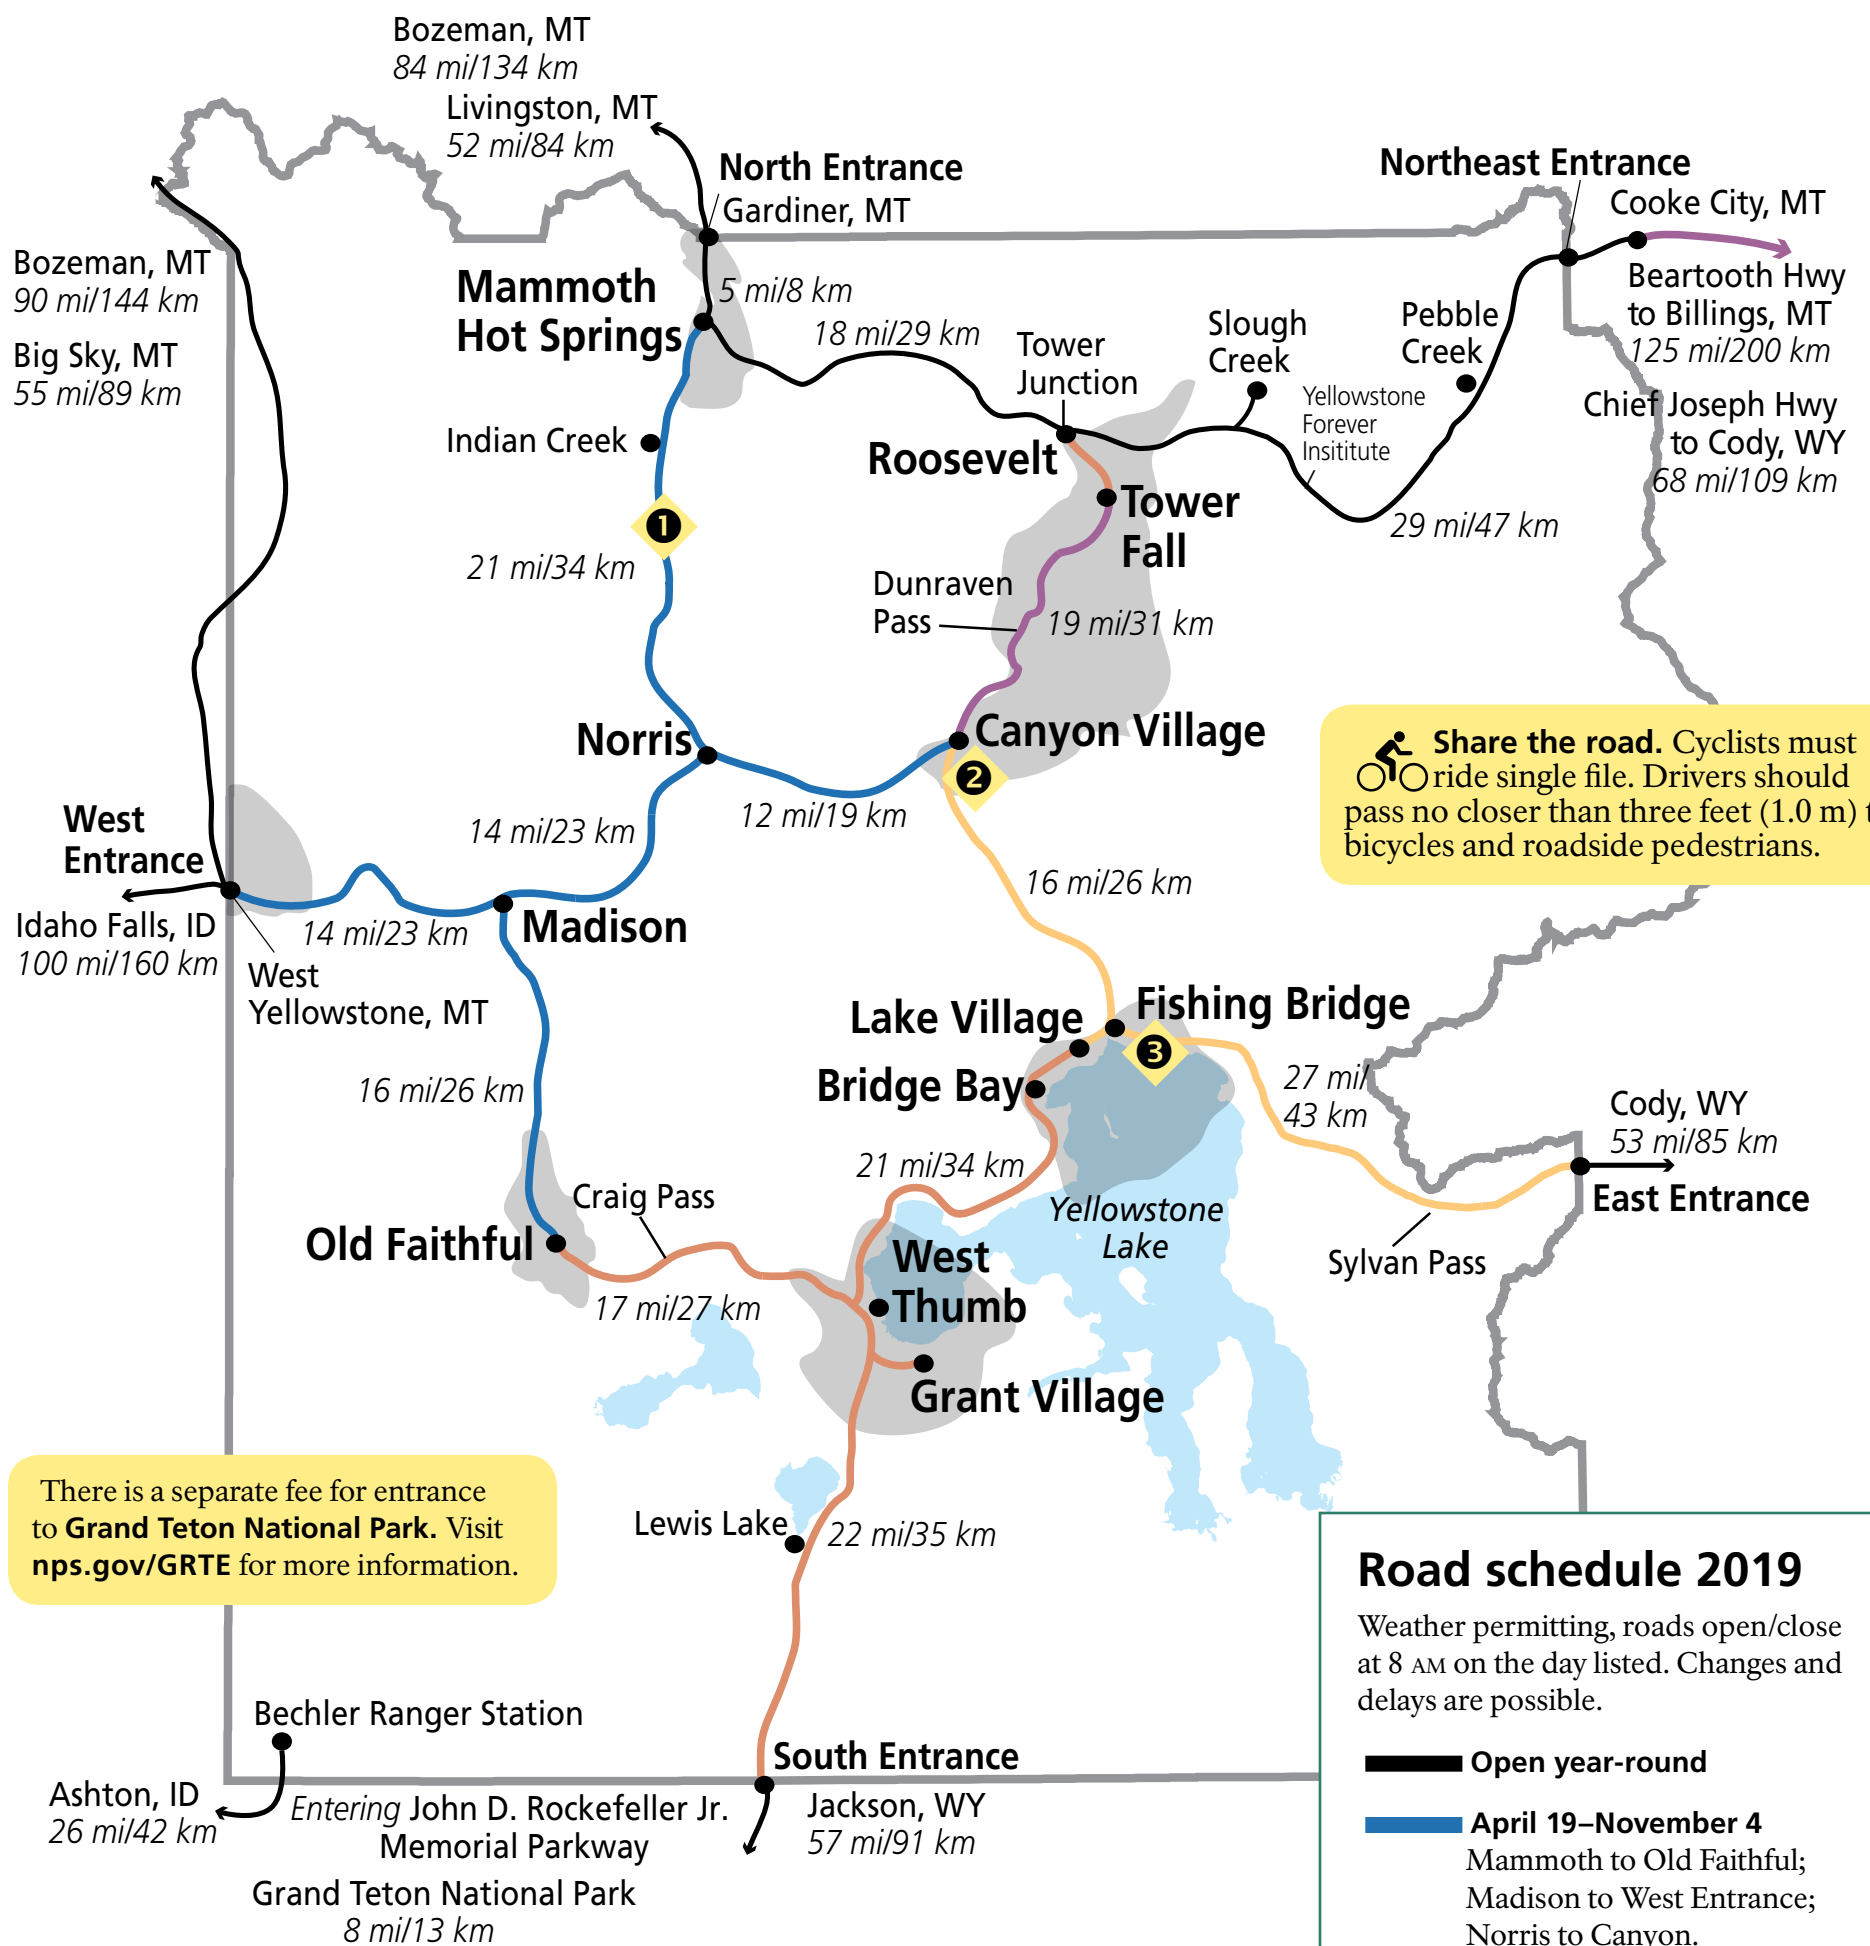 Bozeman, MT
84 mi/134 km
Livingston, MT
52 mi/84 km
North Entrance
Gardiner, MT
Northeast Entrance
Cooke City, MT
Bozeman, MT
90 mi/144 km
Big Sky, MT
55 mi/89 km
Mammoth
Hot Springs
5 mi/8 km
18 mi/29 km
Tower
Junction
Slough
Creek
Pebble
Creek
Beartooth Hwy
to Billings, MT
125 mi/200 km
Yellowstone
Forever
Insititute
Chief Joseph Hwy
to Cody, WY
68 mi/109 km
Indian Creek
Roosevelt
Tower
Fall
29 mi/47 km
1
21 mi/34 km
Dunraven
Pass
19 mi/31 km
Norris
Canyon Village
2
Share the road. Cyclists must
ride single file. Drivers should
pass no closer than three feet (1.0 m)
bicycles and roadside pedestrians.
West
Entrance
14 mi/23 km
12 mi/19 km
16 mi/26 km
Idaho Falls, ID
100 mi/160 km
14 mi/23 km
Madison
West
Yellowstone, MT
Lake Village
Fishing Bridge
3
Bridge Bay
16 mi/26 km
27 mi/
43 km
Cody, WY
53 mi/85 km
East Entrance
21 mi/34 km
Craig Pass
Yellowstone
Lake
Sylvan Pass
Old Faithful
West
Thumb
17 mi/27 km
Grant Village
There is a separate fee for entrance
to Grand Teton National Park. Visit
nps.gov/GRTE for more information.
Lewis Lake
22 mi/35 km
Road schedule 2019
Weather permitting, roads open/close
at 8 AM on the day listed. Changes and
delays are possible.
Open year-round
April 19–November 4
Mammoth to Old Faithful;
Madison to West Entrance;
Norris to Canyon.
Bechler Ranger Station
South Entrance
Ashton, ID
26 mi/42 km
Entering John D. Rockefeller Jr.
Memorial Parkway
Jackson, WY
57 mi/91 km
Grand Teton National Park
8 mi/13 km